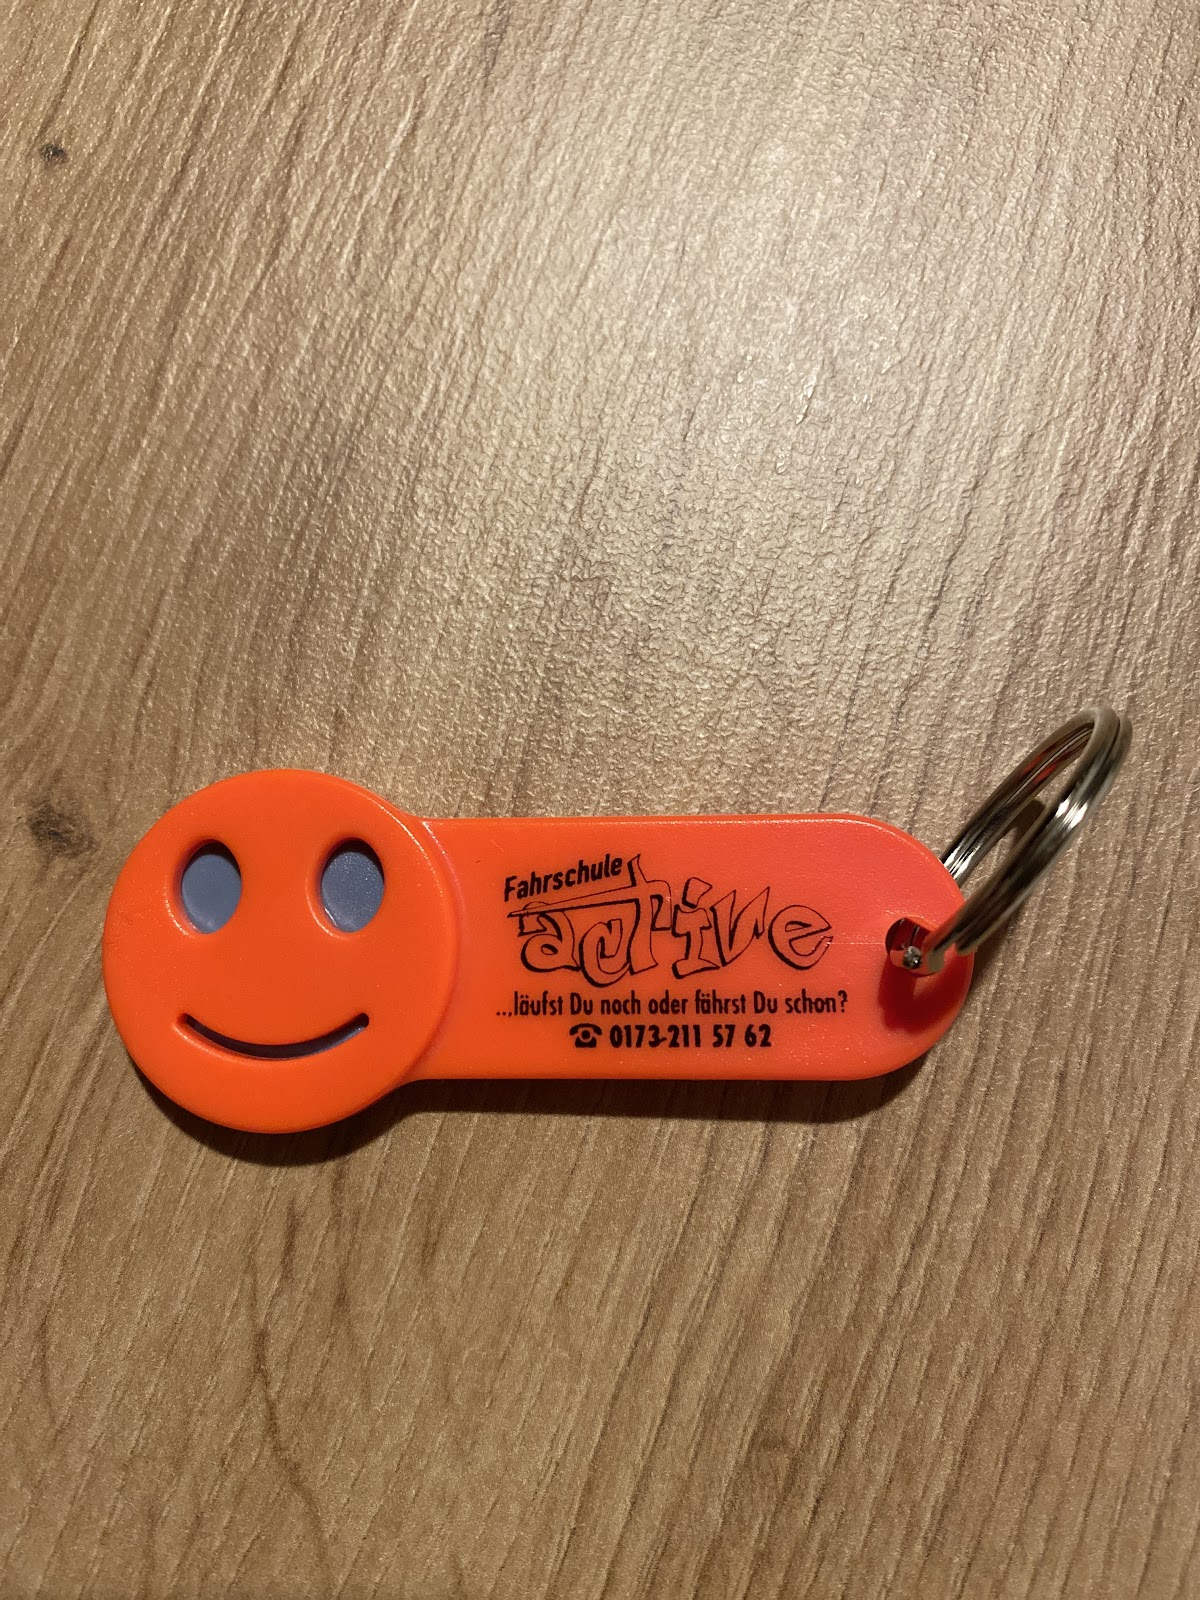 Fahrschule
active
...läufst Du noch oder fährst Du schon?
☎ 0173-211 57 62